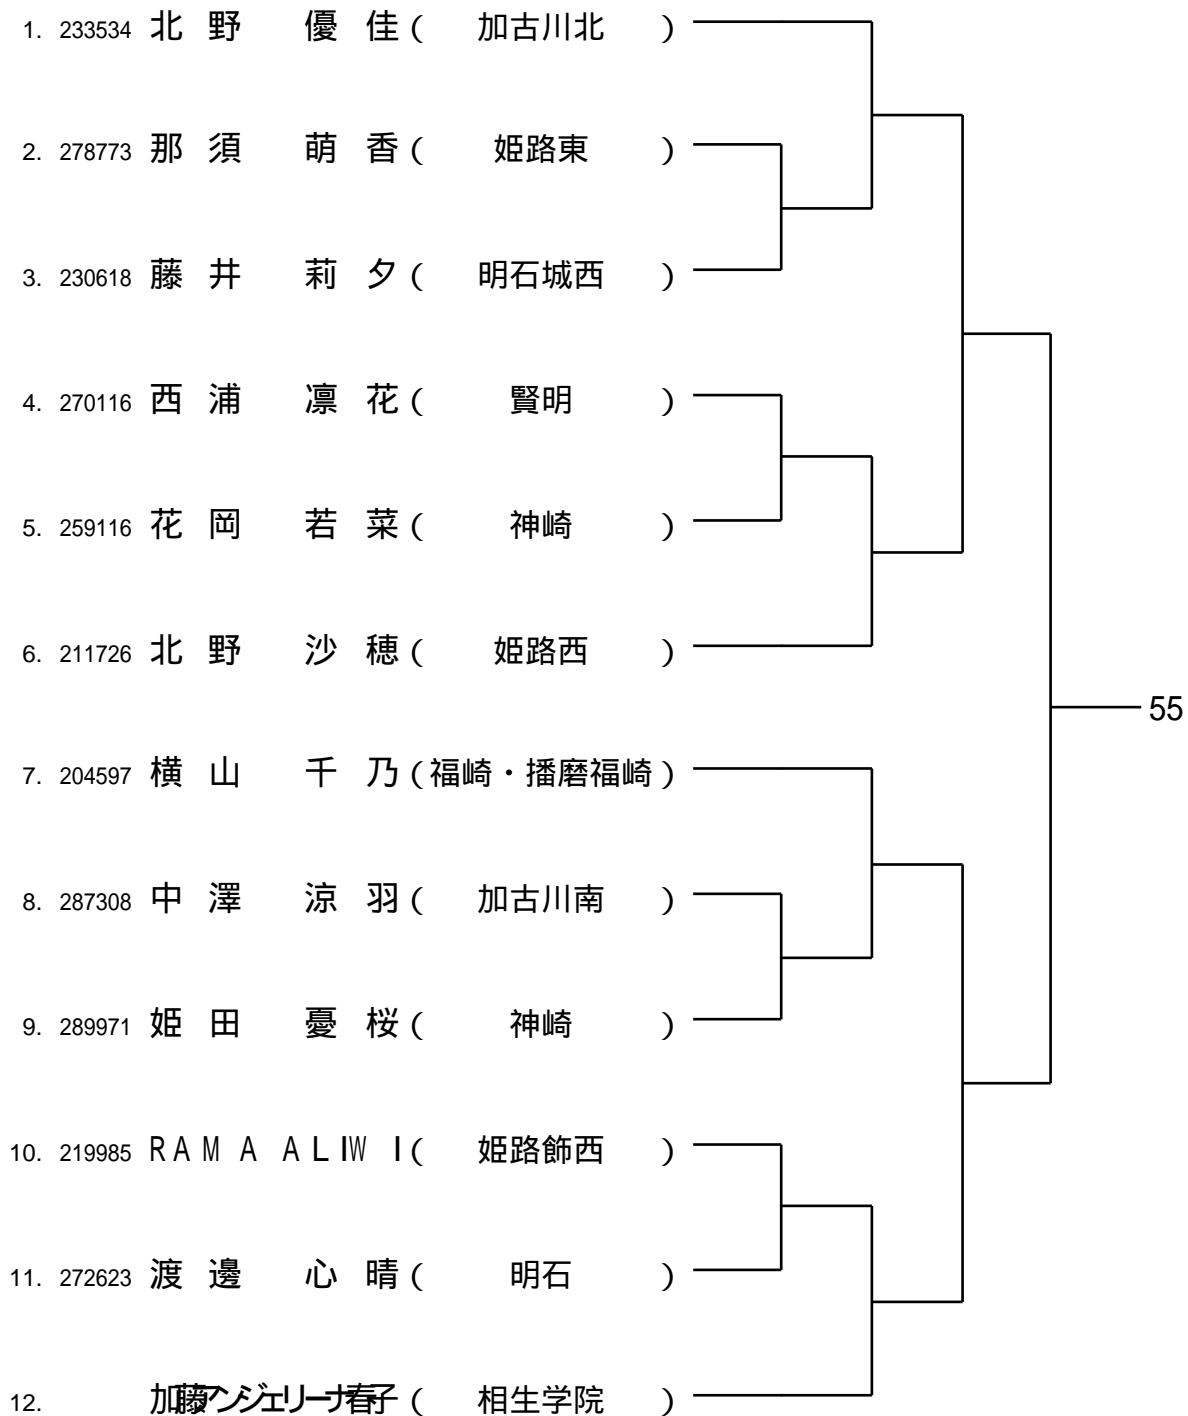 1. 233534 北野 優佳 ( 加古川北 )
2. 278773 那須 萌香 ( 姫路東 )
3. 230618 藤井 莉夕 ( 明石城西 )
4. 270116 西浦 凛花 ( 賢明 )
5. 259116 花岡 若菜 ( 神崎 )
6. 211726 北野 沙穂 ( 姫路西 )
55
7. 204597 横山 千乃 (福崎・播磨福崎)
8. 287308 中澤 涼羽 ( 加古川南 )
9. 289971 姫田 憂桜 ( 神崎 )
10. 219985 RAMA ALIWI ( 姫路飾西 )
11. 272623 渡邊 心晴 ( 明石 )
12. 加藤アンジェリーナ春子 ( 相生学院 )